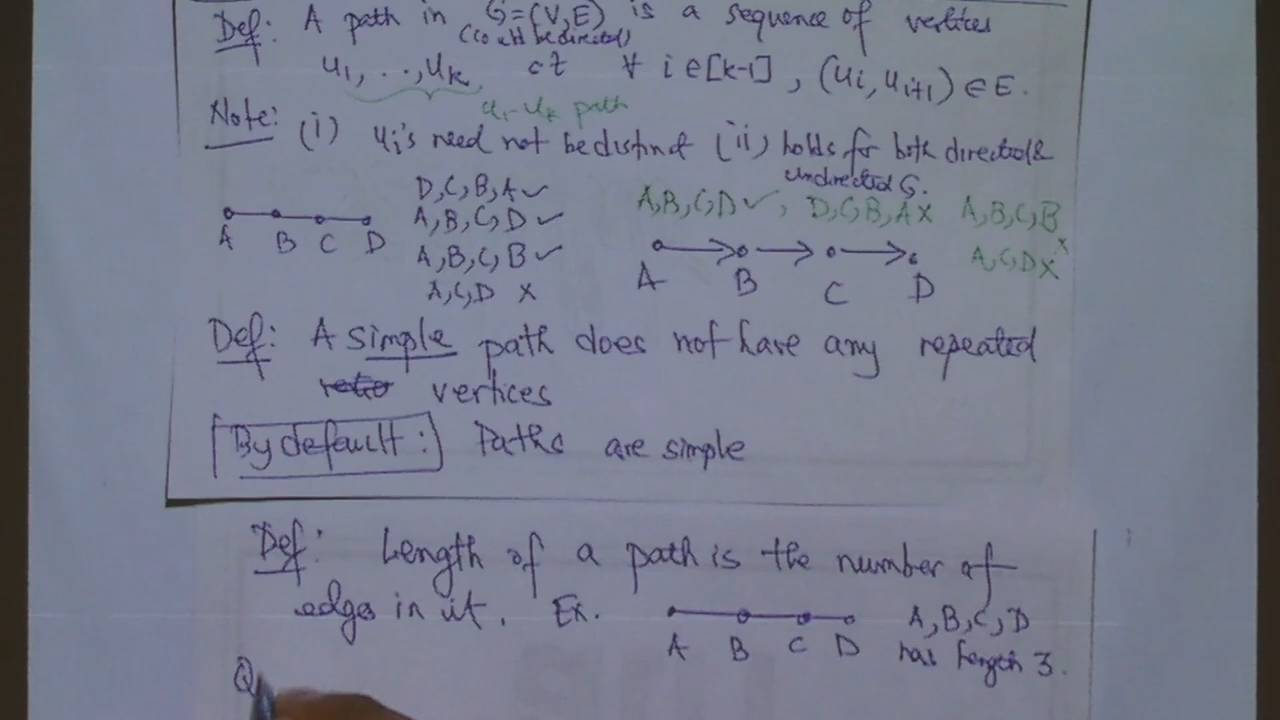 Def: A path in G=(V,E) is a sequence of vertices
(could be directed)
u1, ..., uk, st ∀ i ∈ [k-1], (ui, ui+1) ∈ E.
u1-uk path
Note: (i) ui's need not be distinct (ii) holds for both directed &
undirected G.
D,C,B,A ✓
A,B,C,D ✓
A,B,C,B ✓
A,C,D X
A B C D
A,B,C,D ✓, D,C,B,A X A,B,C,B X
A,C,D X
A B C D
Def: A simple path does not have any repeated
vertices
By default: Paths are simple
Def: Length of a path is the number of
edges in it. Ex. A,B,C,D
A B C D has length 3.
Q